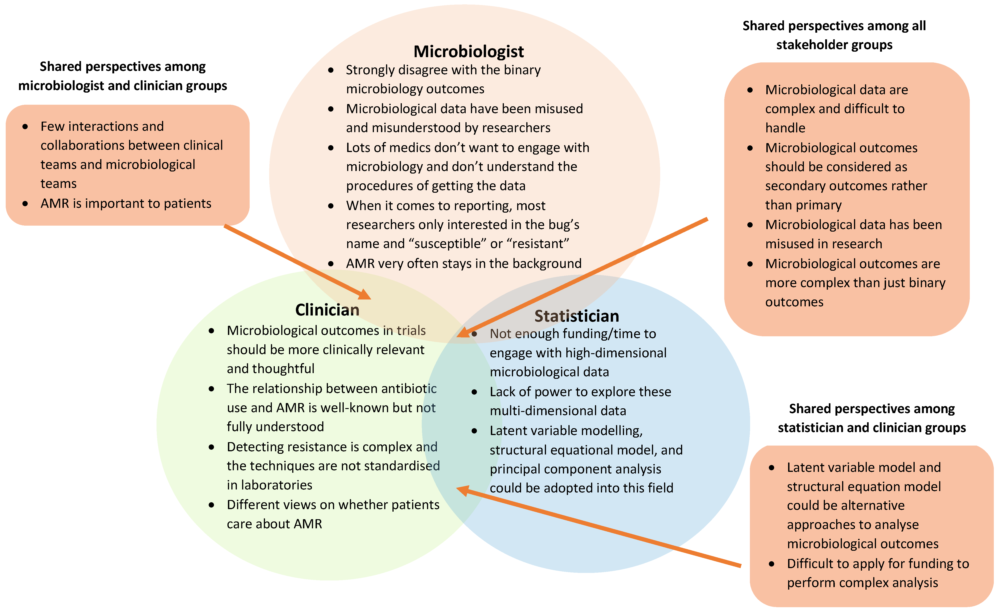 Shared perspectives among
microbiologist and clinician groups
• Few interactions and
collaborations between clinical
teams and microbiological
teams
• AMR is important to patients
Microbiologist
• Strongly disagree with the binary
microbiology outcomes
• Microbiological data have been misused
and misunderstood by researchers
• Lots of medics don’t want to engage with
microbiology and don’t understand the
procedures of getting the data
• When it comes to reporting, most
researchers only interested in the bug’s
name and “susceptible” or “resistant”
• AMR very often stays in the background
Shared perspectives among all
stakeholder groups
• Microbiological data are
complex and difficult to
handle
• Microbiological outcomes
should be considered as
secondary outcomes rather
than primary
• Microbiological data has been
misused in research
• Microbiological outcomes are
more complex than just binary
outcomes
Clinician
• Microbiological outcomes in trials
should be more clinically relevant
and thoughtful
• The relationship between antibiotic
use and AMR is well-known but not
fully understood
• Detecting resistance is complex and
the techniques are not standardised
in laboratories
• Different views on whether patients
care about AMR
Statistician
• Not enough funding/time to
engage with high-dimensional
microbiological data
• Lack of power to explore these
multi-dimensional data
• Latent variable modelling,
structural equational model, and
principal component analysis
could be adopted into this field
Shared perspectives among
statistician and clinician groups
• Latent variable model and
structural equation model
could be alternative
approaches to analyse
microbiological outcomes
• Difficult to apply for funding to
perform complex analysis